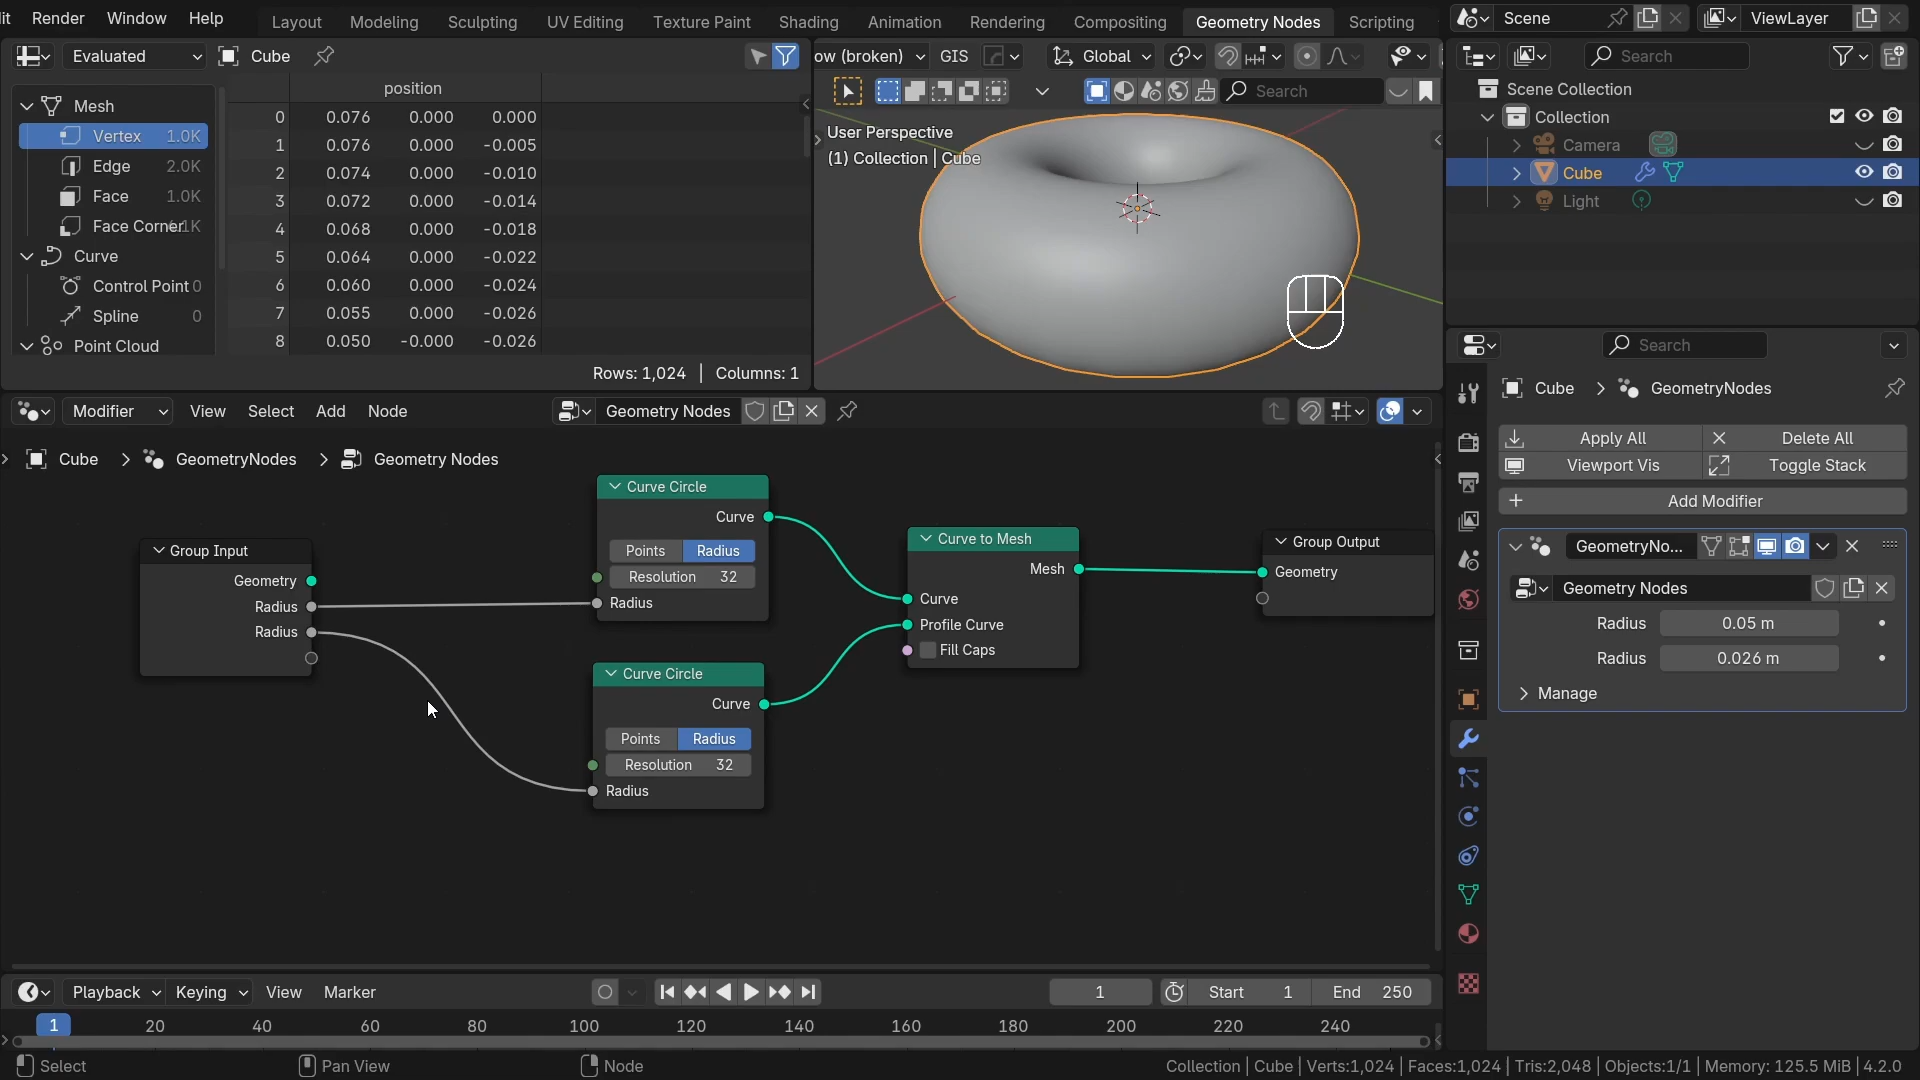 it Render Window Help Layout Modeling Sculpting UV Editing Texture Paint Shading Animation Rendering Compositing Geometry Nodes Scripting Scene ViewLayer
Evaluated Cube
ow (broken) GIS Global
Search
Mesh
Vertex 1.0K
Edge 2.0K
Face 1.0K
Face Corner
Curve
Control Point 0
Spline 0
Point Cloud
position
0 0.076 0.000 0.000
1 0.076 0.000 -0.005
2 0.074 0.000 -0.010
3 0.072 0.000 -0.014
4 0.068 0.000 -0.018
5 0.064 0.000 -0.022
6 0.060 0.000 -0.024
7 0.055 0.000 -0.026
8 0.050 -0.000 -0.026
Rows: 1,024 | Columns: 1
Search
User Perspective
(1) Collection | Cube
Scene Collection
Collection
Camera
Cube
Light
Modifier View Select Add Node Geometry Nodes
Cube > GeometryNodes > Geometry Nodes
Group Input
Geometry
Radius
Radius
Curve Circle
Curve
Points Radius
Resolution 32
Radius
Curve Circle
Curve
Points Radius
Resolution 32
Radius
Curve to Mesh
Mesh
Curve
Profile Curve
Fill Caps
Group Output
Geometry
Search
Cube > GeometryNodes
Apply All Delete All
Viewport Vis Toggle Stack
Add Modifier
GeometryNo...
Geometry Nodes
Radius 0.05 m
Radius 0.026 m
Manage
Playback Keying View Marker 1 Start 1 End 250
1 20 40 60 80 100 120 140 160 180 200 220 240
Select Pan View Node Collection | Cube | Verts:1,024 | Faces:1,024 | Tris:2,048 | Objects:1/1 | Memory: 125.5 MiB | 4.2.0